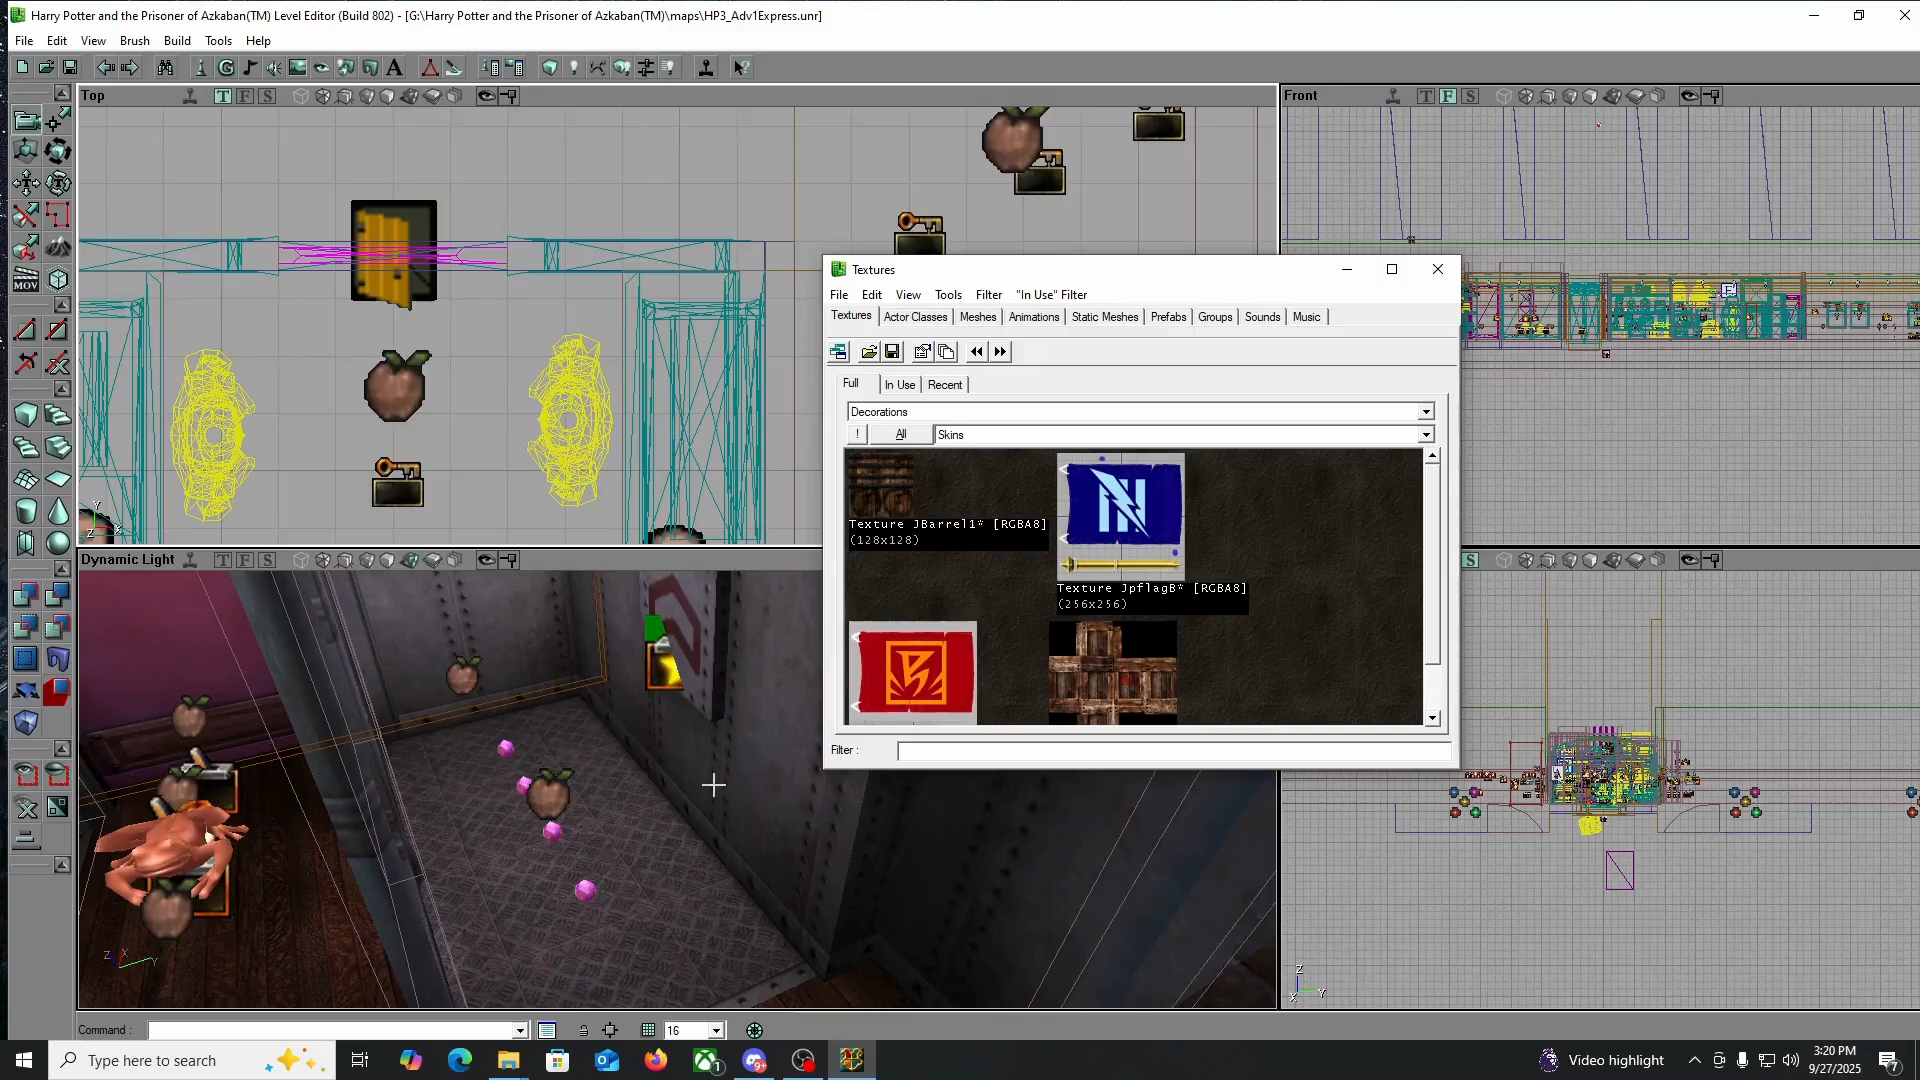 Harry Potter and the Prisoner of Azkaban(TM) Level Editor (Build 802) - [G:\Harry Potter and the Prisoner of Azkaban(TM)\maps\HP3_Adv1Express.unr]
File Edit View Brush Build Tools Help
Top T F S
Front T F S
Textures
File Edit View Tools Filter "In Use" Filter
Textures Actor Classes Meshes Animations Static Meshes Prefabs Groups Sounds Music
Full In Use Recent
Decorations
! All Skins
Texture JBarrel1* [RGBA8]
(128x128)
Texture JpflagB* [RGBA8]
(256x256)
Filter :
MOV
Y
Z X
Dynamic Light T F S
S
Z X Y
Z
X Y
Command :
16
Type here to search
1
9+
Video highlight
3:20 PM
9/27/2025
7